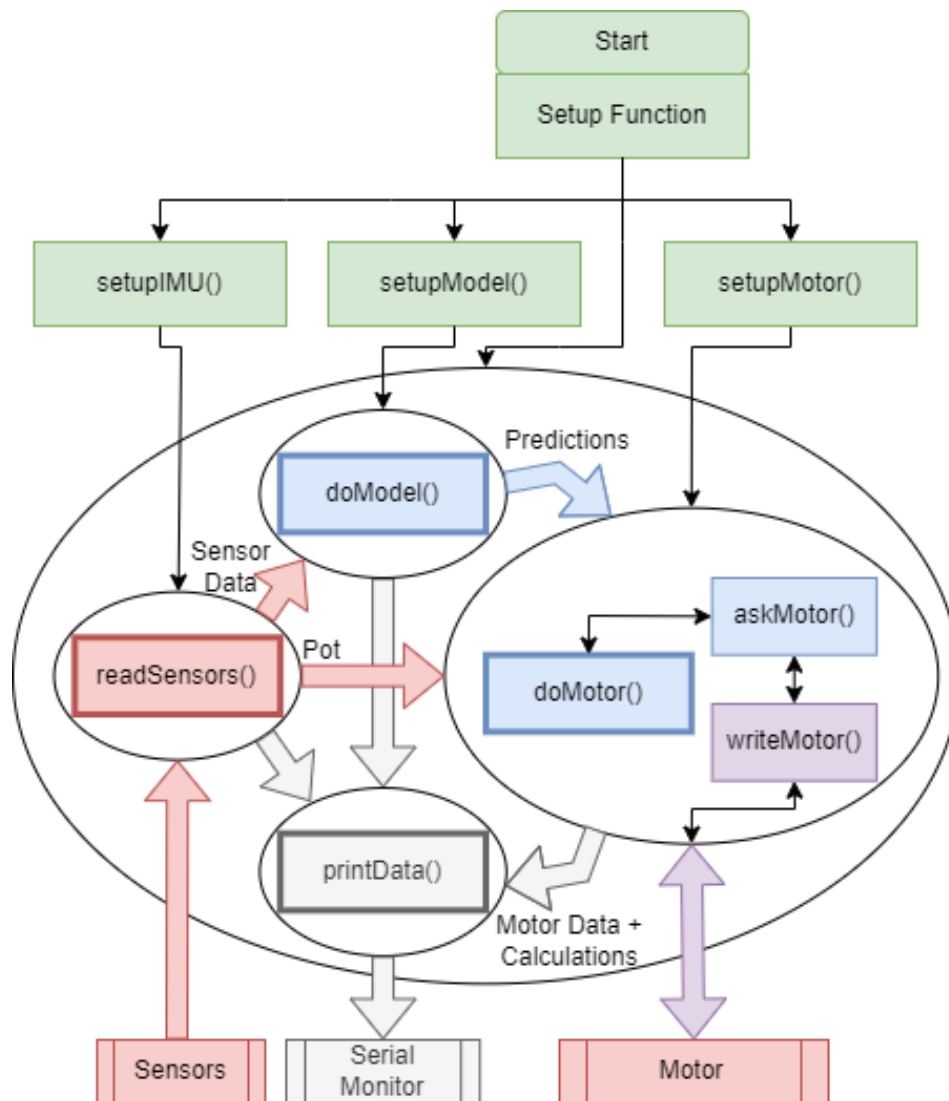 Start
Setup Function
setupIMU()
setupModel()
setupMotor()
Predictions
doModel()
Sensor
Data
askMotor()
Pot
readSensors()
doMotor()
writeMotor()
printData()
Motor Data +
Calculations
Sensors
Serial
Monitor
Motor